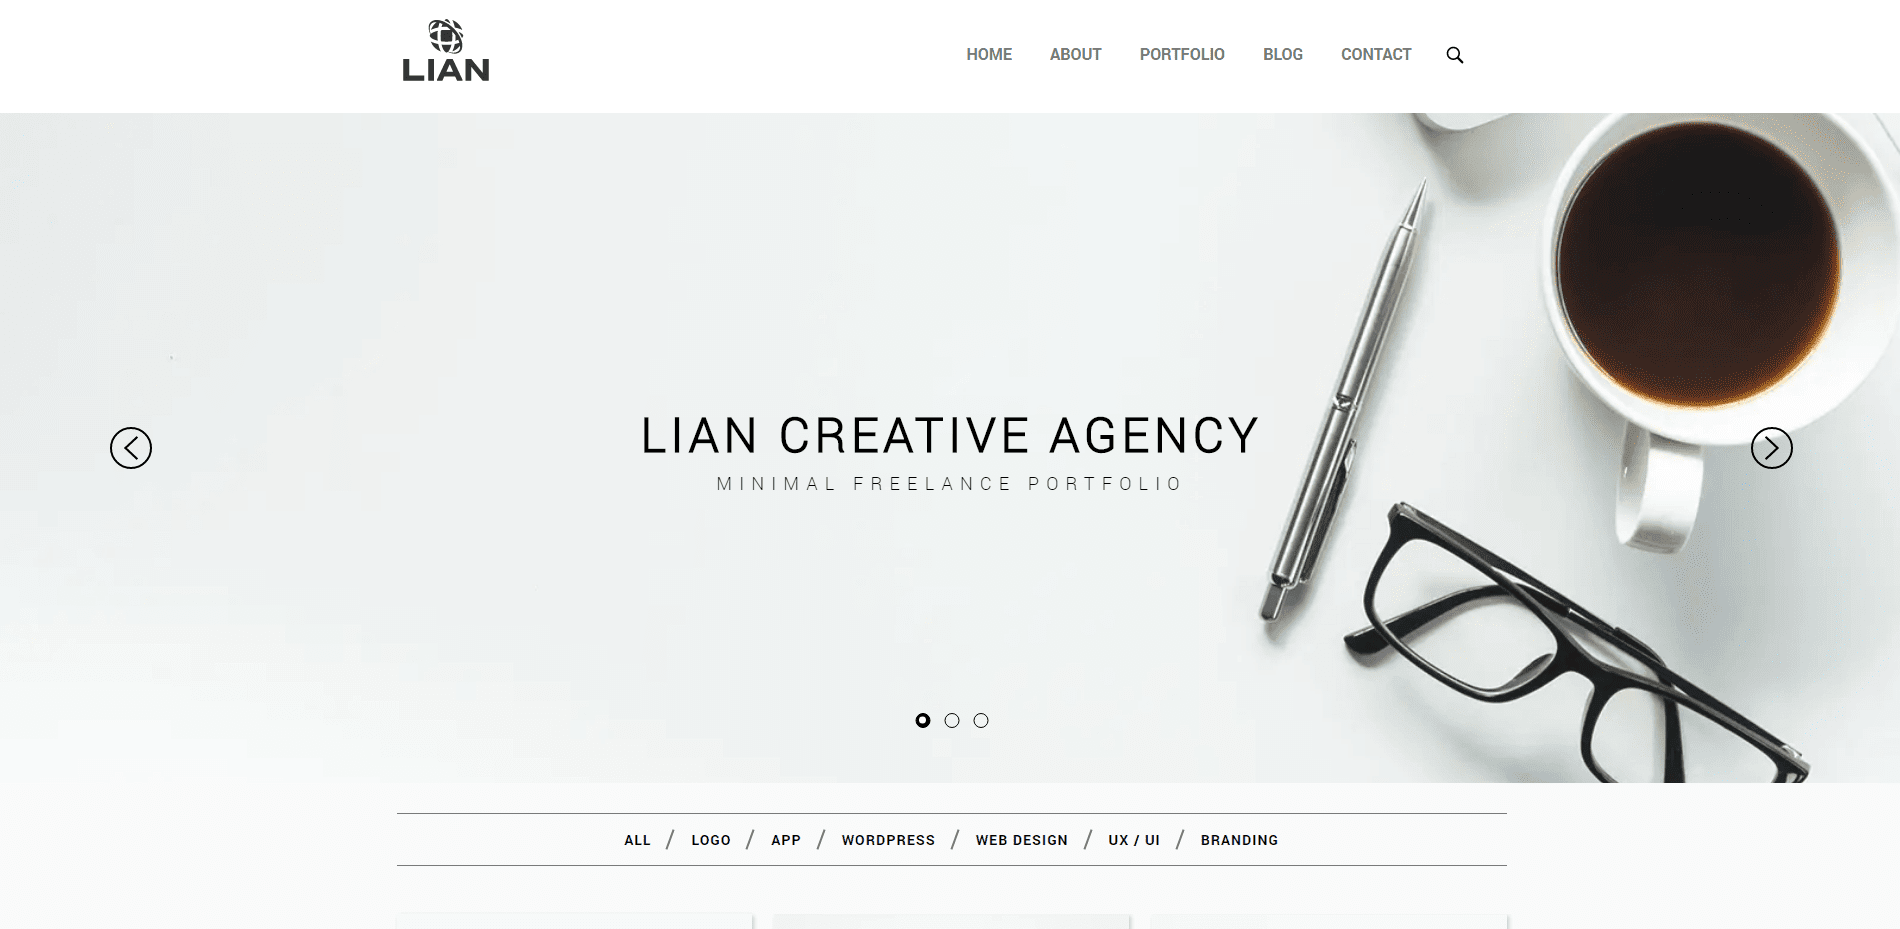 LIAN
HOME ABOUT PORTFOLIO BLOG CONTACT
LIAN CREATIVE AGENCY
MINIMAL FREELANCE PORTFOLIO
ALL / LOGO / APP / WORDPRESS / WEB DESIGN / UX / UI / BRANDING